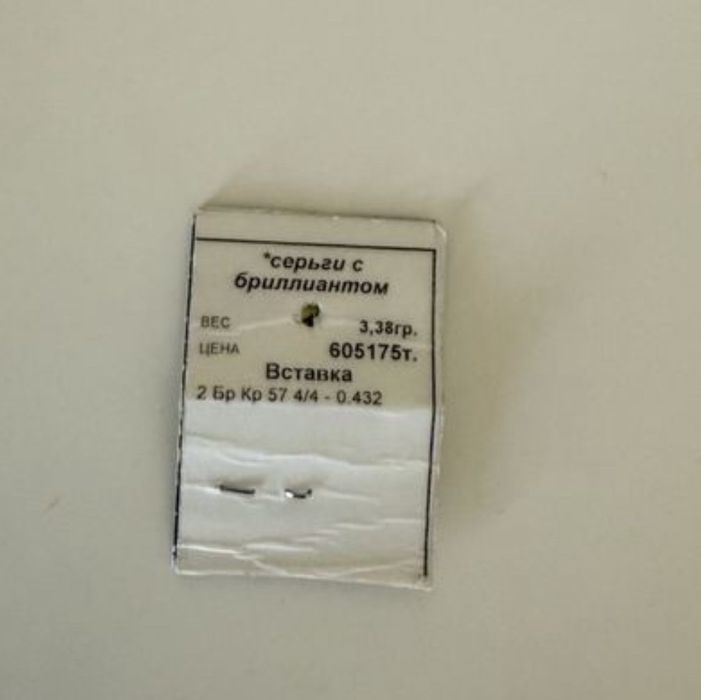 *серьги с
бриллиантом
ВЕС 3,38гр.
ЦЕНА 605175т.
Вставка
2 Бр Кр 57 4/4 - 0.432